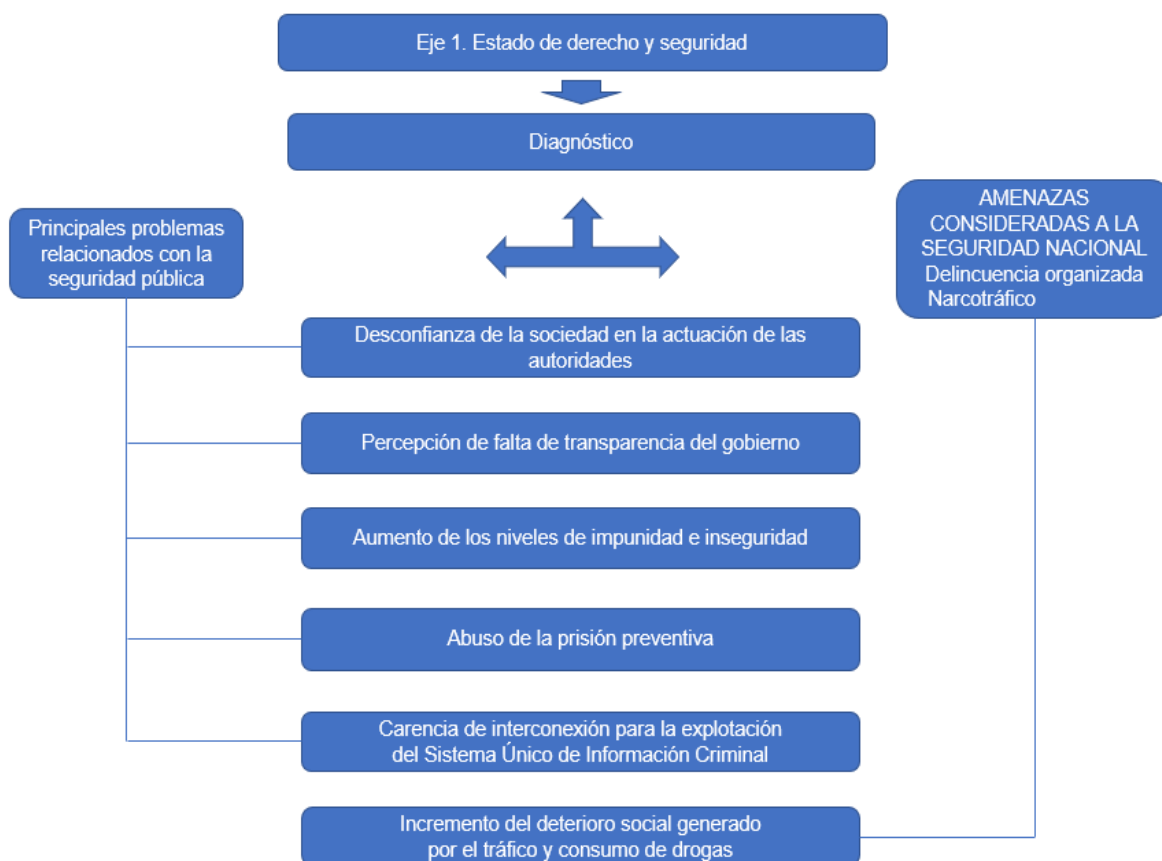 Eje 1. Estado de derecho y seguridad
Diagnóstico
Principales problemas
relacionados con la
seguridad pública
AMENAZAS
CONSIDERADAS A LA
SEGURIDAD NACIONAL
Delincuencia organizada
Narcotráfico
Desconfianza de la sociedad en la actuación de las
autoridades
Percepción de falta de transparencia del gobierno
Aumento de los niveles de impunidad e inseguridad
Abuso de la prisión preventiva
Carencia de interconexión para la explotación
del Sistema Único de Información Criminal
Incremento del deterioro social generado
por el tráfico y consumo de drogas